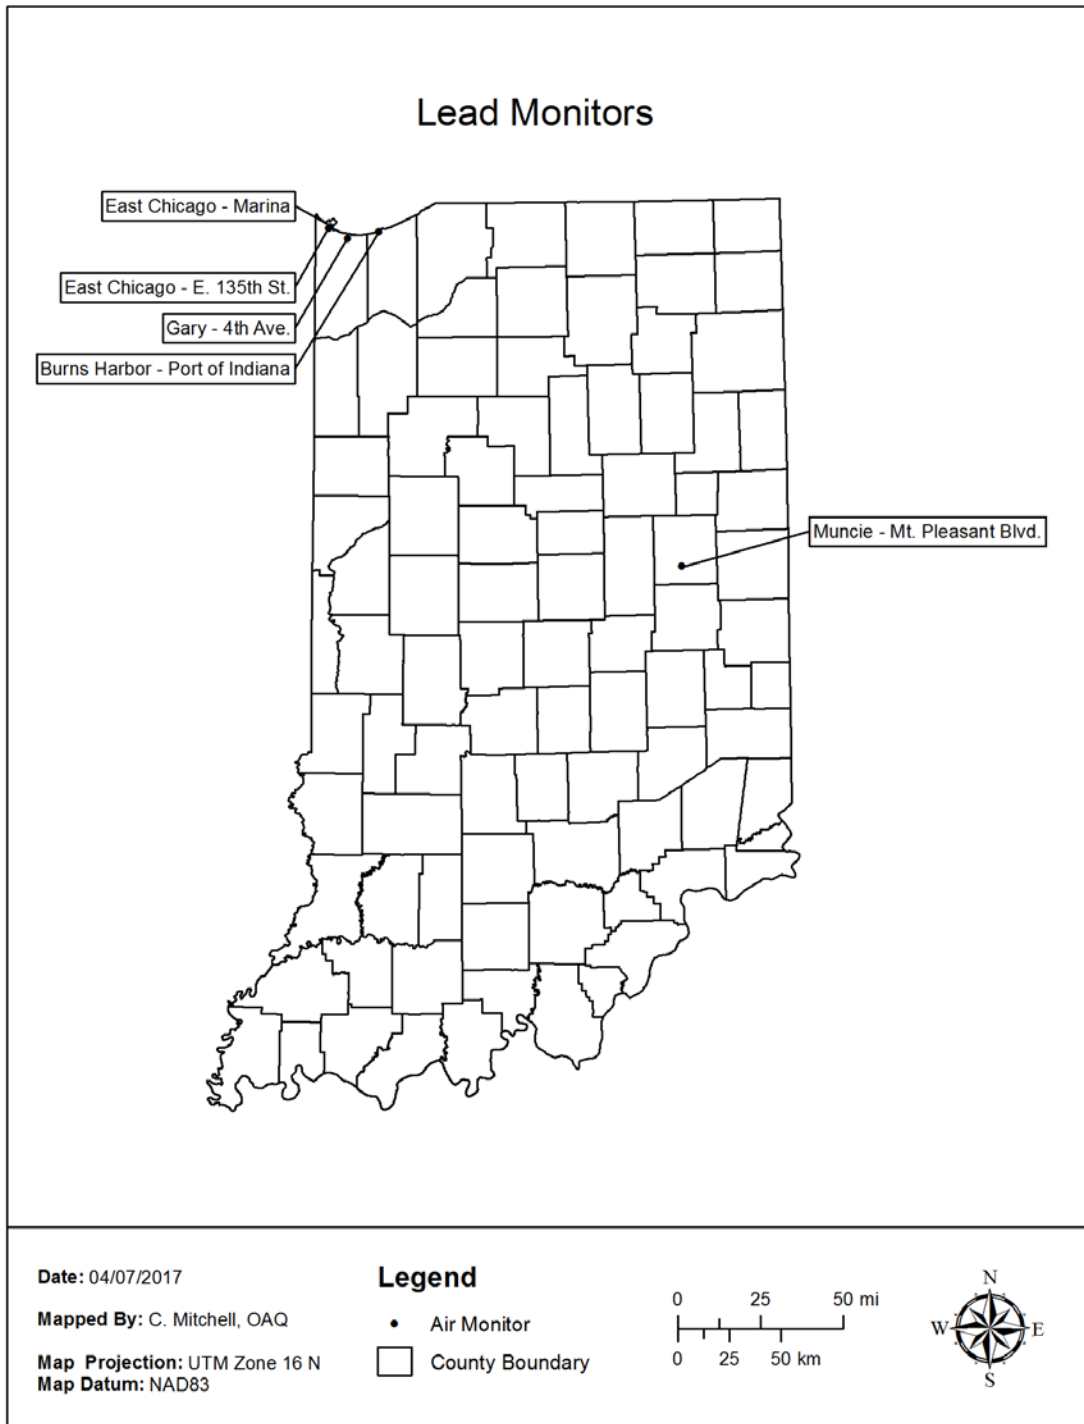 Lead Monitors
East Chicago - Marina
East Chicago - E. 135th St.
Gary - 4th Ave.
Burns Harbor - Port of Indiana
Muncie - Mt. Pleasant Blvd.
Date: 04/07/2017
Mapped By: C. Mitchell, OAQ
Map Projection: UTM Zone 16 N
Map Datum: NAD83
Legend
Air Monitor
County Boundary
0 25 50 mi
0 25 50 km
N
W E
S